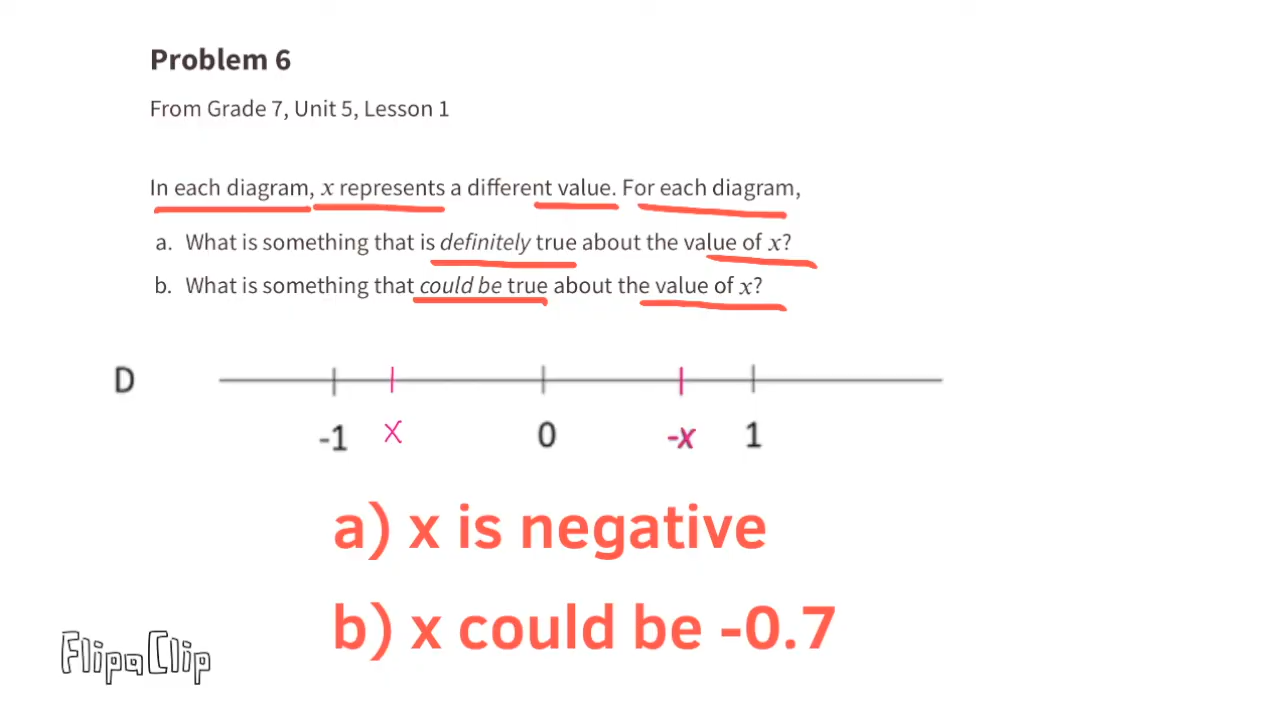 Problem 6
From Grade 7, Unit 5, Lesson 1
In each diagram, x represents a different value. For each diagram,
a. What is something that is definitely true about the value of x?
b. What is something that could be true about the value of x?
D
-1 x 0 -x 1
a) x is negative
b) x could be -0.7
FlipaClip